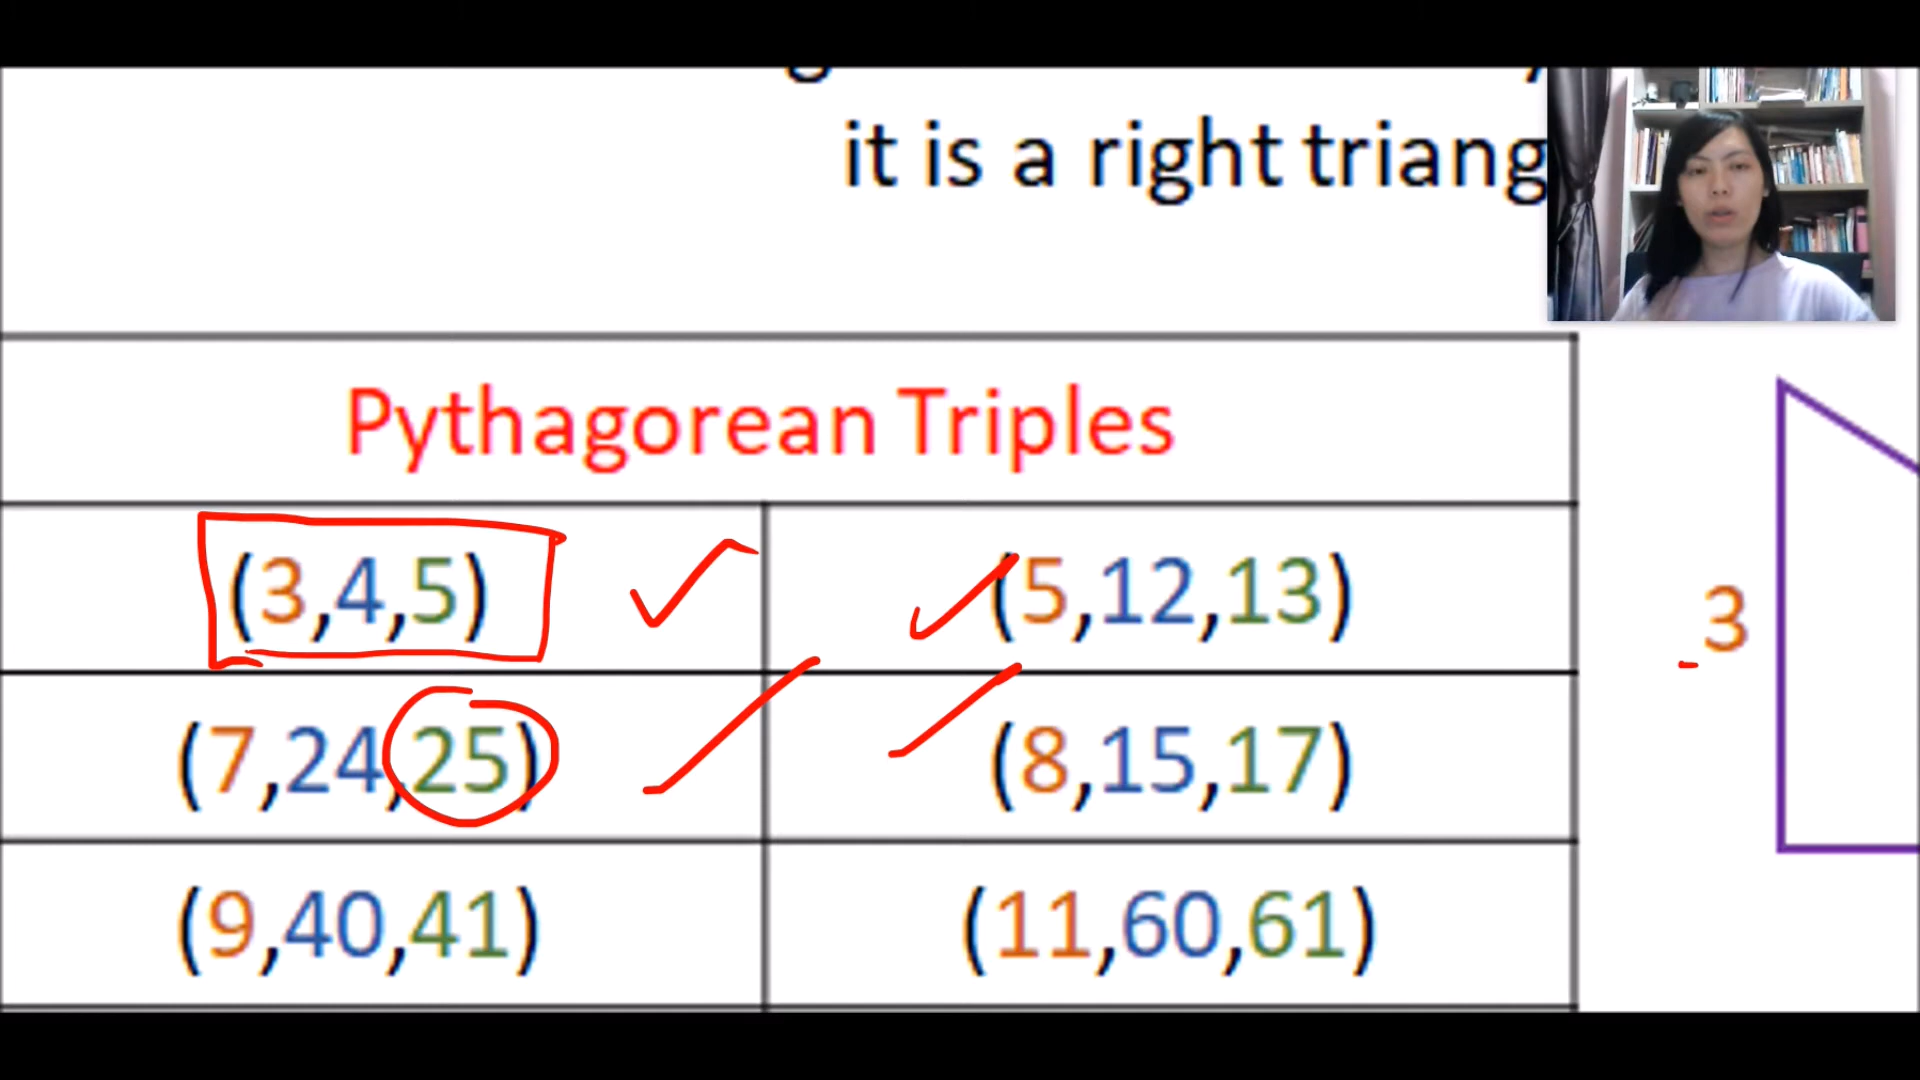 it is a right triang
Pythagorean Triples
(3,4,5) (5,12,13)
3
(7,24,25) (8,15,17)
(9,40,41) (11,60,61)